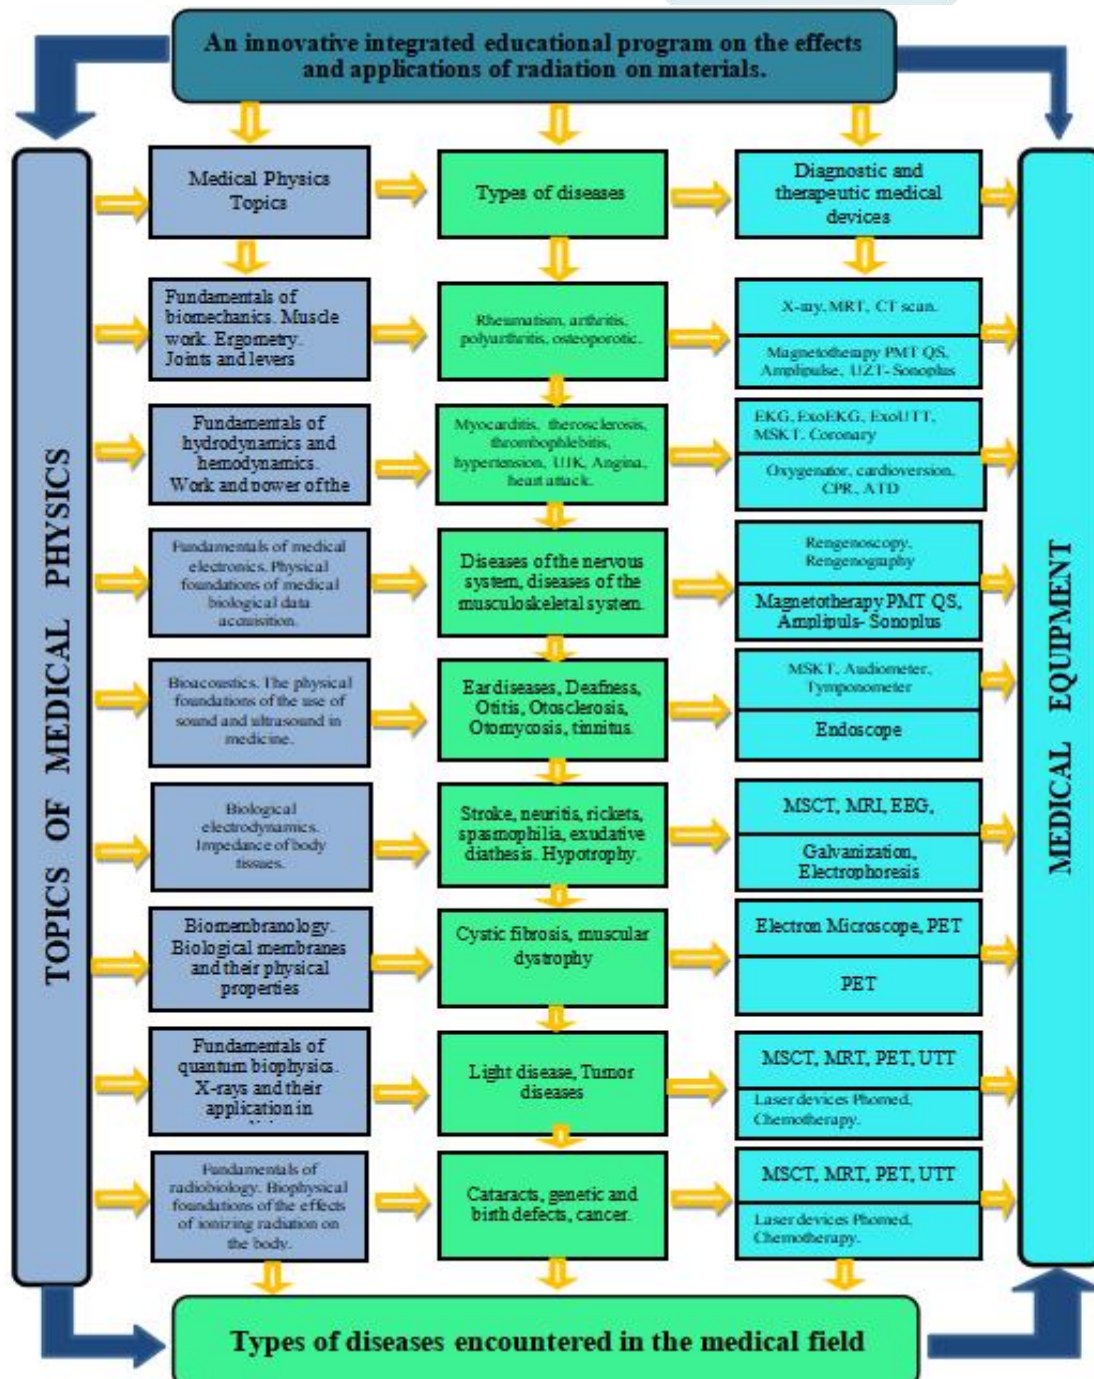 An innovative integrated educational program on the effects
and applications of radiation on materials.
TOPICS OF MEDICAL PHYSICS
Medical Physics
Topics
Types of diseases
Diagnostic and
therapeutic medical
devices
Fundamentals of
biomechanics. Muscle
work. Ergometry.
Joints and levers
Rheumatism, arthritis,
polyarthritis, osteoporotic.
X-ray, MRT, CT scan.
Magnetotherapy PMT QS,
Amplipulse, UZT- Sonoplus
Fundamentals of
hydrodynamics and
hemodynamics.
Work and power of the
Myocarditis, therosclerosis,
thrombophlebitis,
hypertension, UJK, Angina,
heart attack.
EKG, ExoEKG, ExoUTT,
MSKT. Coronary
Oxygenator, cardioversion,
CPR, ATD
Fundamentals of medical
electronics. Physical
foundations of medical
biological data
acquisition.
Diseases of the nervous
system, diseases of the
musculoskeletal system.
Rengenoscopy,
Rengenography
Magnetotherapy PMT QS,
Amplipuls- Sonoplus
Bioacoustics. The physical
foundations of the use of
sound and ultrasound in
medicine.
Ear diseases, Deafness,
Otitis, Otosclerosis,
Otomycosis, tinnitus.
MSKT, Audiometer,
Tymponometer
Endoscope
Biological
electrodynamics.
Impedance of body
tissues.
Stroke, neuritis, rickets,
spasmophilia, exudative
diathesis. Hypotrophy.
MSCT, MRI, EEG,
Galvanization,
Electrophoresis
Biomembranology.
Biological membranes
and their physical
properties
Cystic fibrosis, muscular
dystrophy
Electron Microscope, PET
PET
Fundamentals of
quantum biophysics.
X-rays and their
application in
Light disease, Tumor
diseases
MSCT, MRT, PET, UTT
Laser devices Phomed,
Chemotherapy.
Fundamentals of
radiobiology. Biophysical
foundations of the effects
of ionizing radiation on
the body.
Cataracts, genetic and
birth defects, cancer.
MSCT, MRT, PET, UTT
Laser devices Phomed,
Chemotherapy.
MEDICAL EQUIPMENT
Types of diseases encountered in the medical field